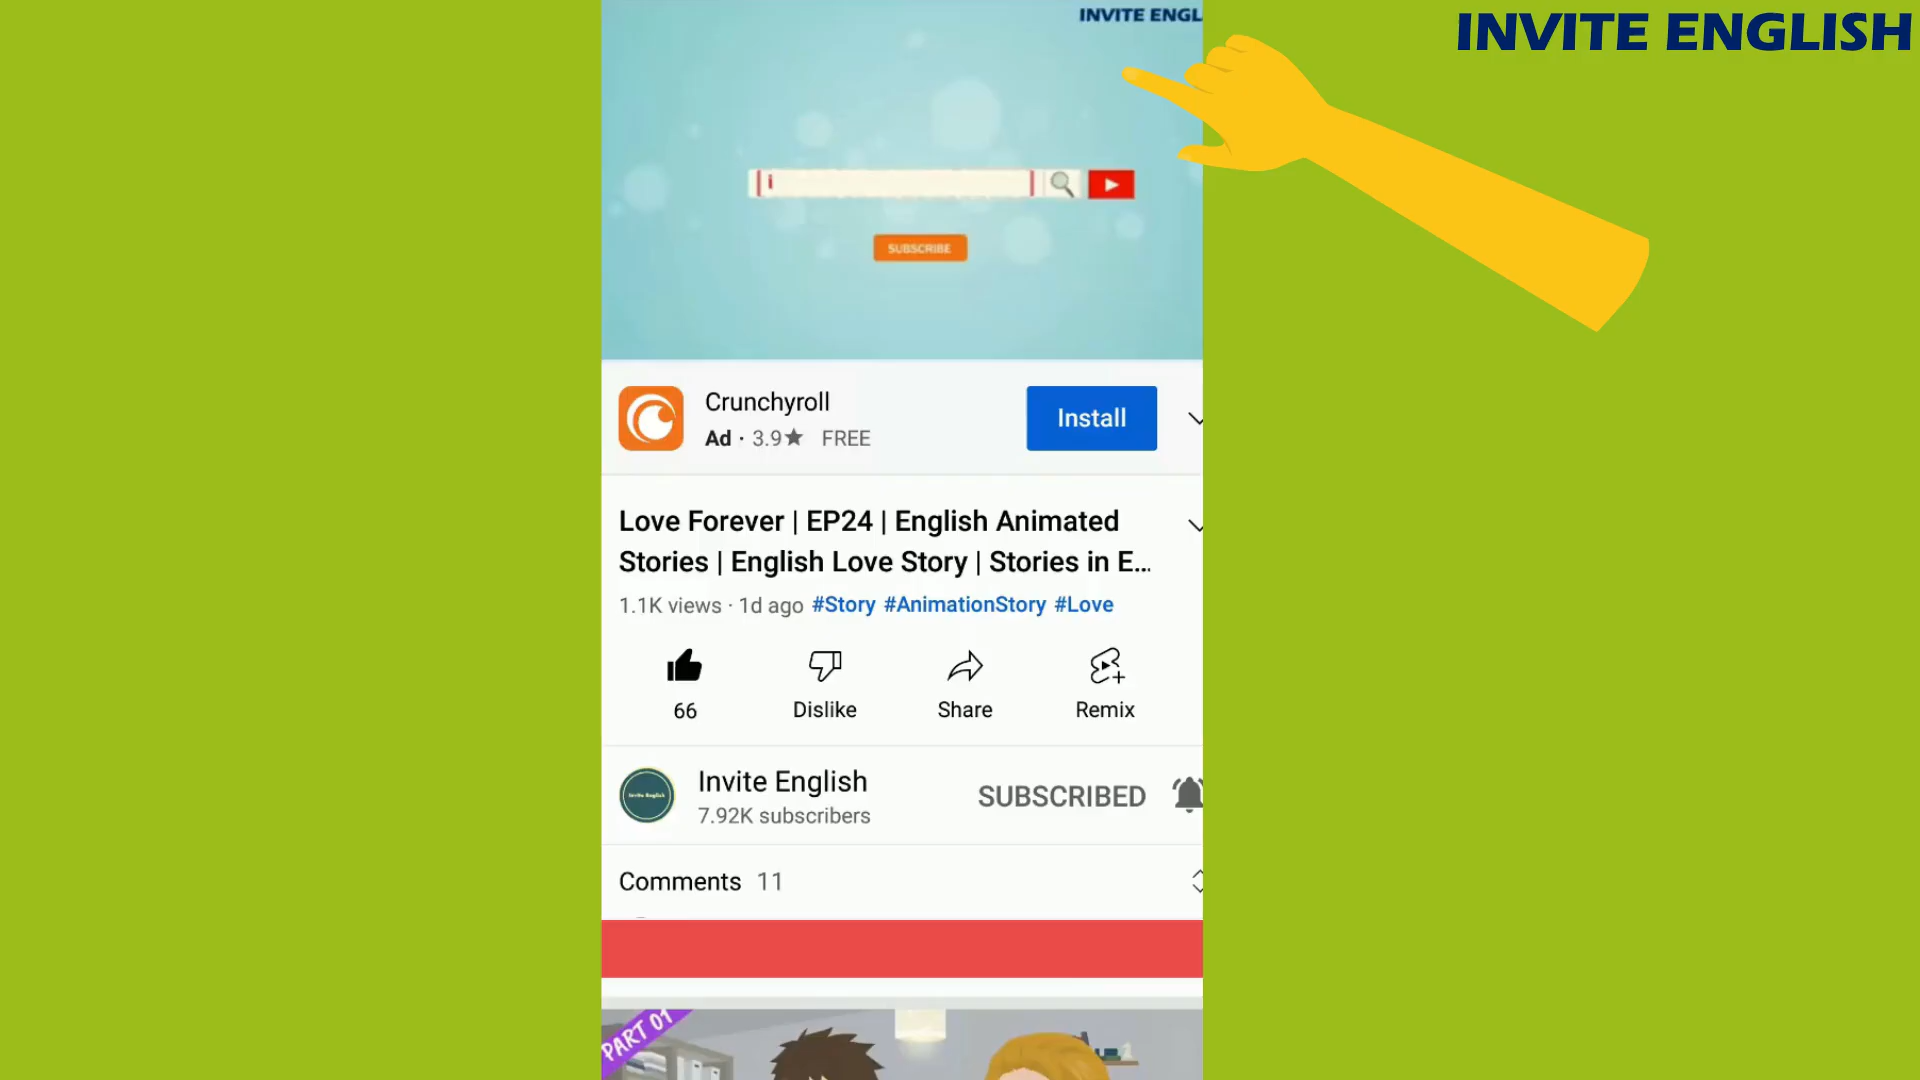 INVITE ENGLISH
INVITE ENGL
i
SUBSCRIBE
Crunchyroll
Install
Ad · 3.9★ FREE
Love Forever | EP24 | English Animated
Stories | English Love Story | Stories in E...
1.1K views · 1d ago #Story #AnimationStory #Love
66
Dislike
Share
Remix
Invite English
Invite English
SUBSCRIBED
7.92K subscribers
Comments 11
PART 01